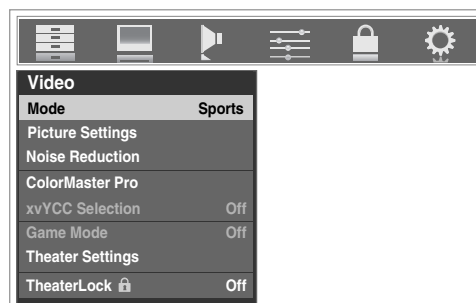 Video
Mode Sports
Picture Settings
Noise Reduction
ColorMaster Pro
xvYCC Selection Off
Game Mode Off
Theater Settings
TheaterLock Off